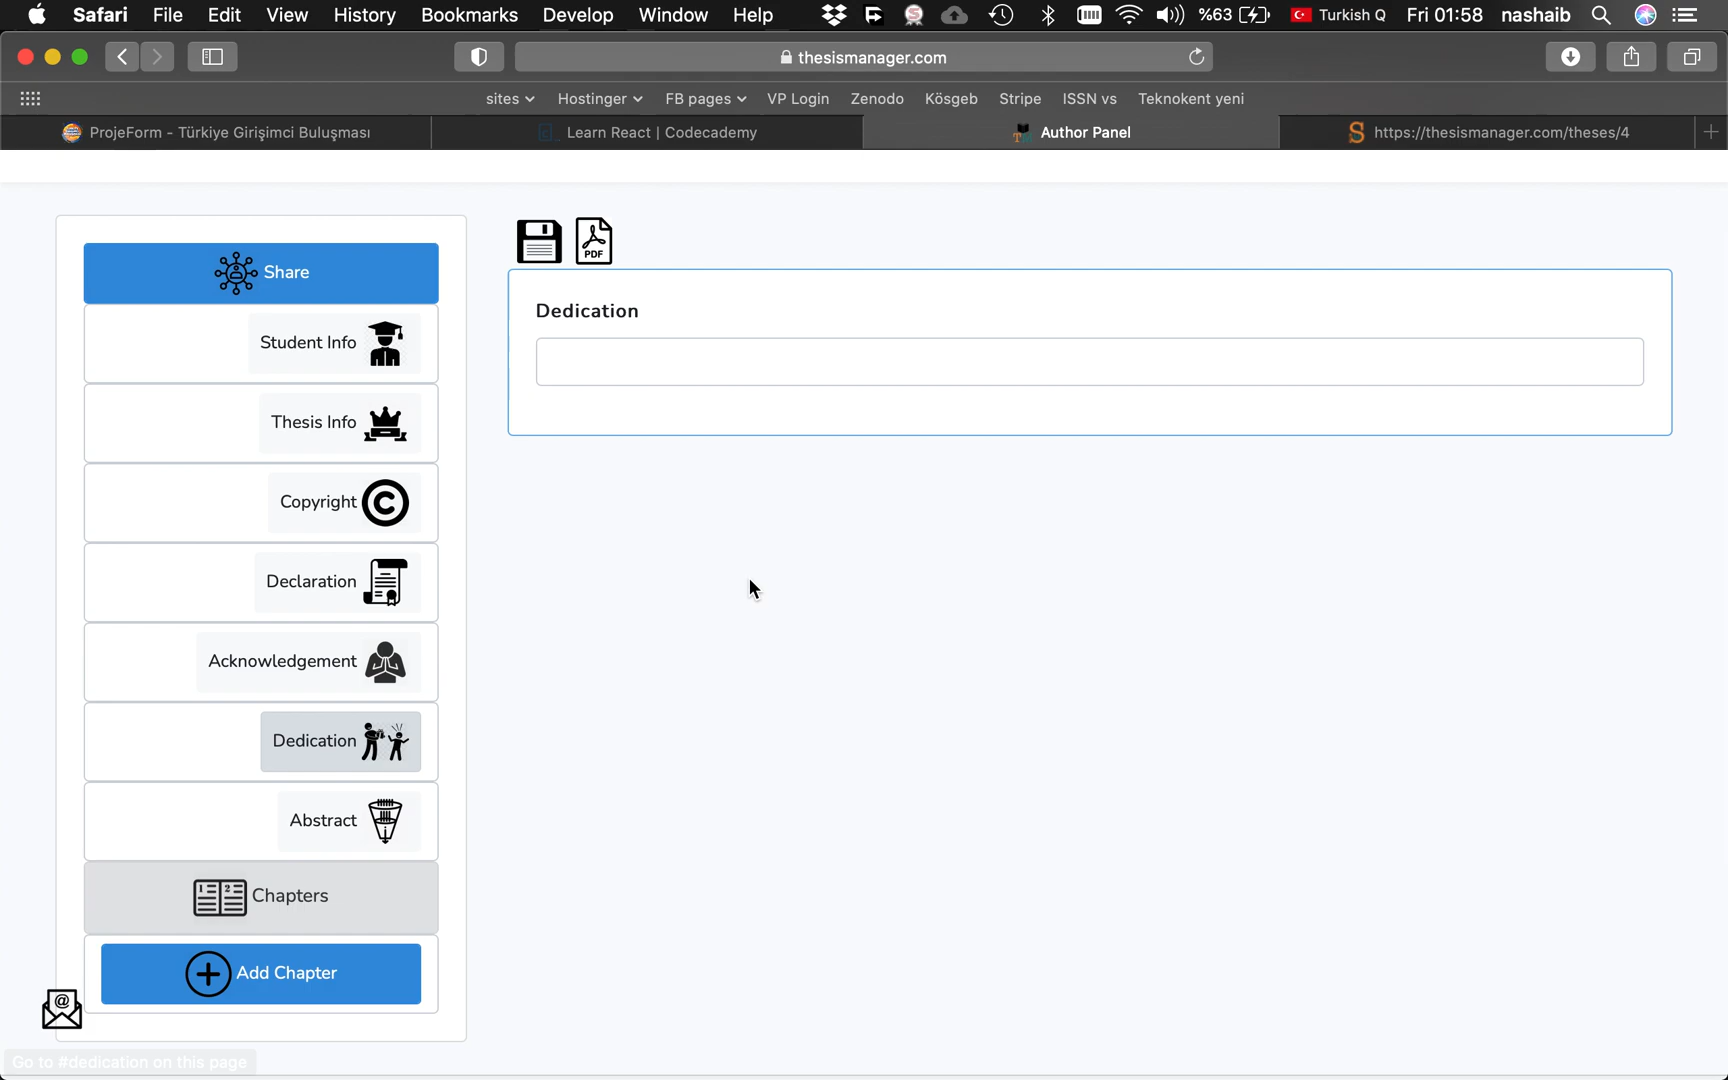 Safari File Edit View History Bookmarks Develop Window Help %63 Turkish Q Fri 01:58 nashaib
thesismanager.com
sites Hostinger FB pages VP Login Zenodo Kösgeb Stripe ISSN vs Teknokent yeni
ProjeForm - Türkiye Girişimci Buluşması Learn React | Codecademy Author Panel https://thesismanager.com/theses/4
Share
PDF
Dedication
Student Info
Thesis Info
Copyright
Declaration
Acknowledgement
Dedication
Abstract
Chapters
Add Chapter
Go to #dedication on this page